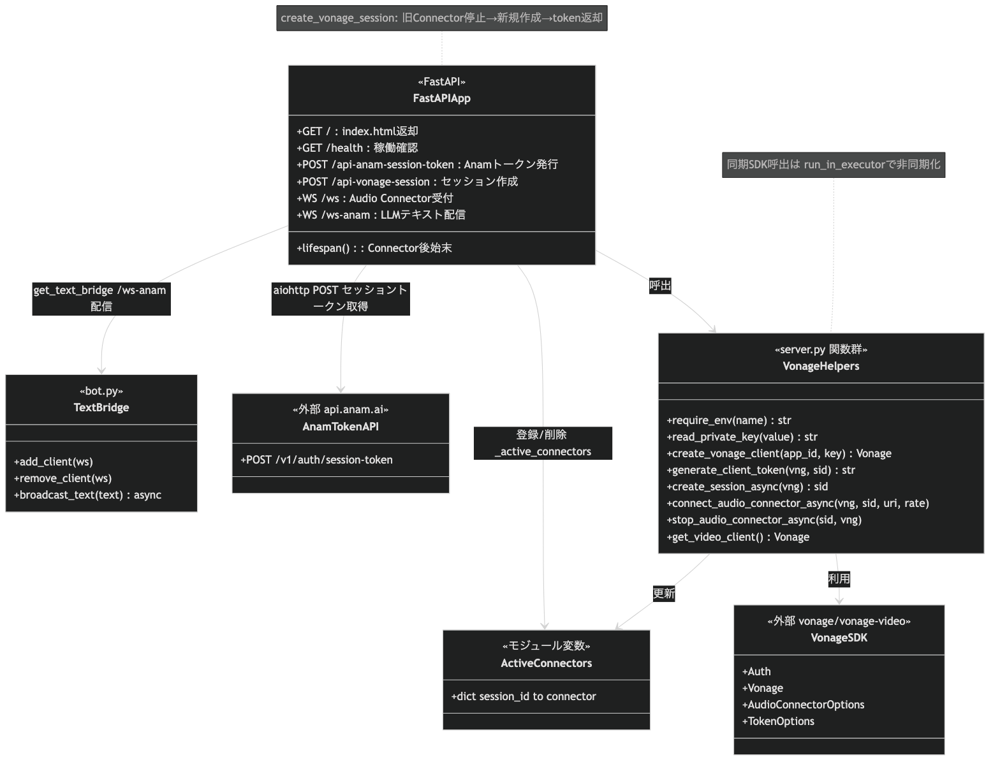 create_vonage_session: 旧Connector停止→新規作成→token返却
«FastAPI»
FastAPIApp
+GET / : index.html返却
+GET /health : 稼働確認
+POST /api-anam-session-token : Anamトークン発行
+POST /api-vonage-session : セッション作成
+WS /ws : Audio Connector受付
+WS /ws-anam : LLMテキスト配信
+lifespan() : : Connector後始末
同期SDK呼出は run_in_executorで非同期化
get_text_bridge /ws-anam
配信
aiohttp POST セッショント
ークン取得
呼出
登録/削除
_active_connectors
«bot.py»
TextBridge
+add_client(ws)
+remove_client(ws)
+broadcast_text(text) : async
«外部 api.anam.ai»
AnamTokenAPI
+POST /v1/auth/session-token
«server.py 関数群»
VonageHelpers
+require_env(name) : str
+read_private_key(value) : str
+create_vonage_client(app_id, key) : Vonage
+generate_client_token(vng, sid) : str
+create_session_async(vng) : sid
+connect_audio_connector_async(vng, sid, uri, rate)
+stop_audio_connector_async(sid, vng)
+get_video_client() : Vonage
更新
利用
«モジュール変数»
ActiveConnectors
+dict session_id to connector
«外部 vonage/vonage-video»
VonageSDK
+Auth
+Vonage
+AudioConnectorOptions
+TokenOptions